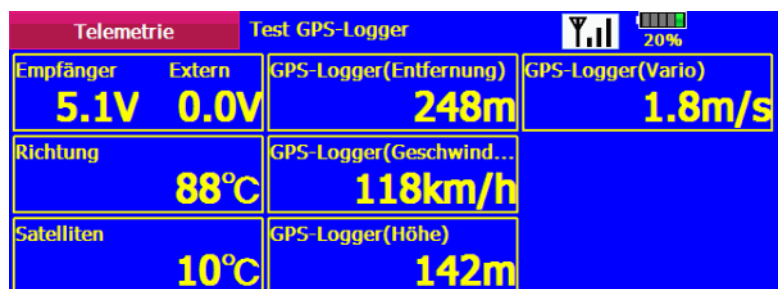 Telemetrie Test GPS-Logger 20%
Empfänger Extern GPS-Logger(Entfernung) GPS-Logger(Vario)
5.1V 0.0V 248m 1.8m/s
Richtung GPS-Logger(Geschwind...
88°C 118km/h
Satelliten GPS-Logger(Höhe)
10°C 142m